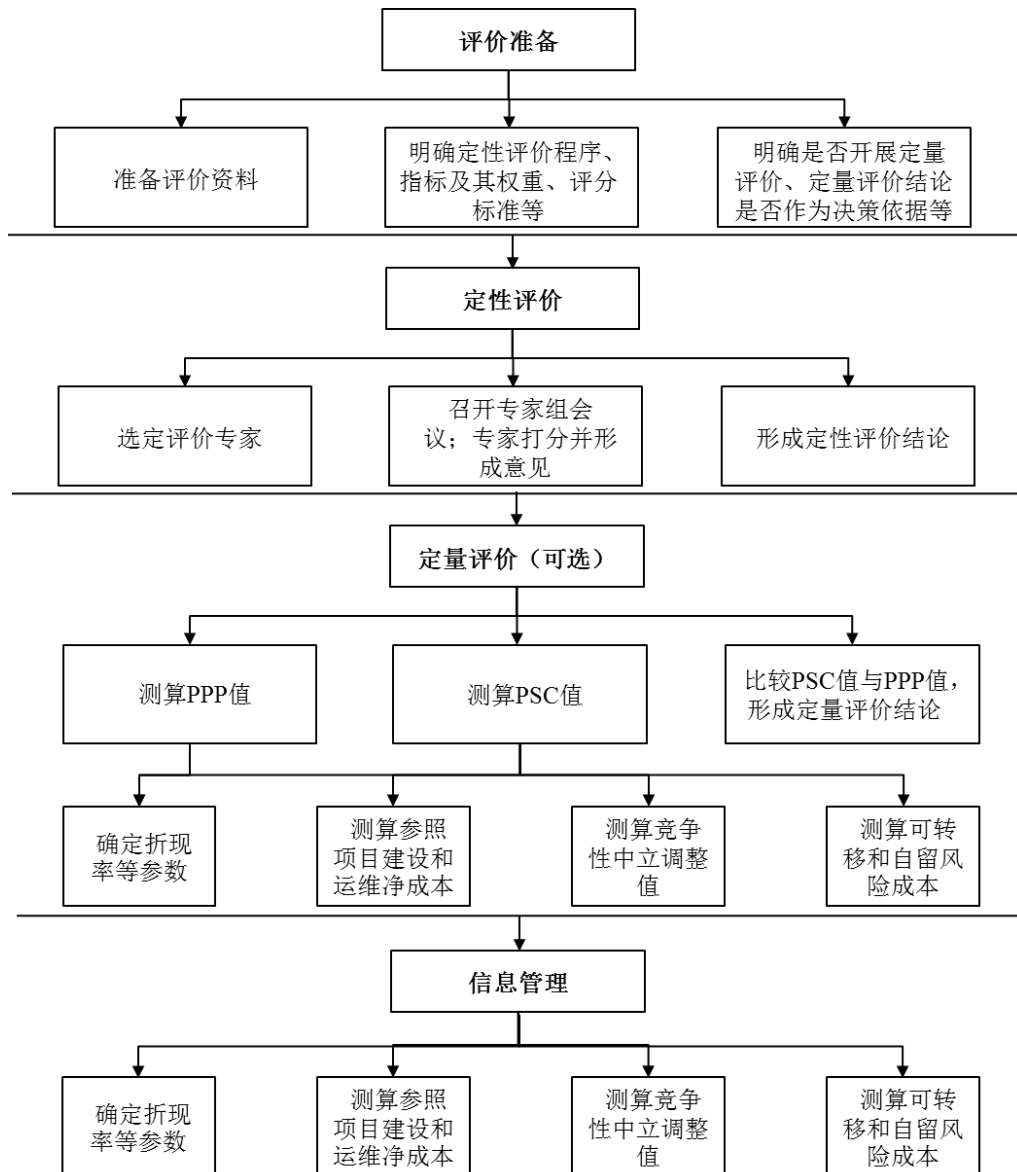 评价准备
准备评价资料
明确定性评价程序、
指标及其权重、评分
标准等
明确是否开展定量
评价、定量评价结论
是否作为决策依据等
定性评价
选定评价专家
召开专家组会
议；专家打分并形
成意见
形成定性评价结论
定量评价（可选）
测算PPP值
测算PSC值
比较PSC值与PPP值，
形成定量评价结论
确定折现
率等参数
测算参照
项目建设和
运维净成本
测算竞争
性中立调整
值
测算可转
移和自留风
险成本
信息管理
确定折现
率等参数
测算参照
项目建设和
运维净成本
测算竞争
性中立调整
值
测算可转
移和自留风
险成本